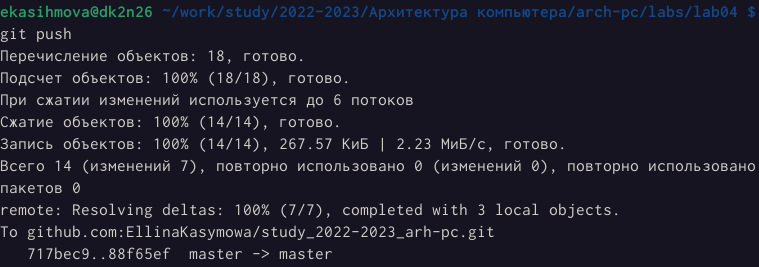 ekasihmova@dk2n26 ~/work/study/2022-2023/Архитектура компьютера/arch-pc/labs/lab04 $
git push
Перечисление объектов: 18, готово.
Подсчет объектов: 100% (18/18), готово.
При сжатии изменений используется до 6 потоков
Сжатие объектов: 100% (14/14), готово.
Запись объектов: 100% (14/14), 267.57 КиБ | 2.23 МиБ/с, готово.
Всего 14 (изменений 7), повторно использовано 0 (изменений 0), повторно использовано
пакетов 0
remote: Resolving deltas: 100% (7/7), completed with 3 local objects.
To github.com:EllinaKasymowa/study_2022-2023_arh-pc.git
   717bec9..88f65ef  master -> master